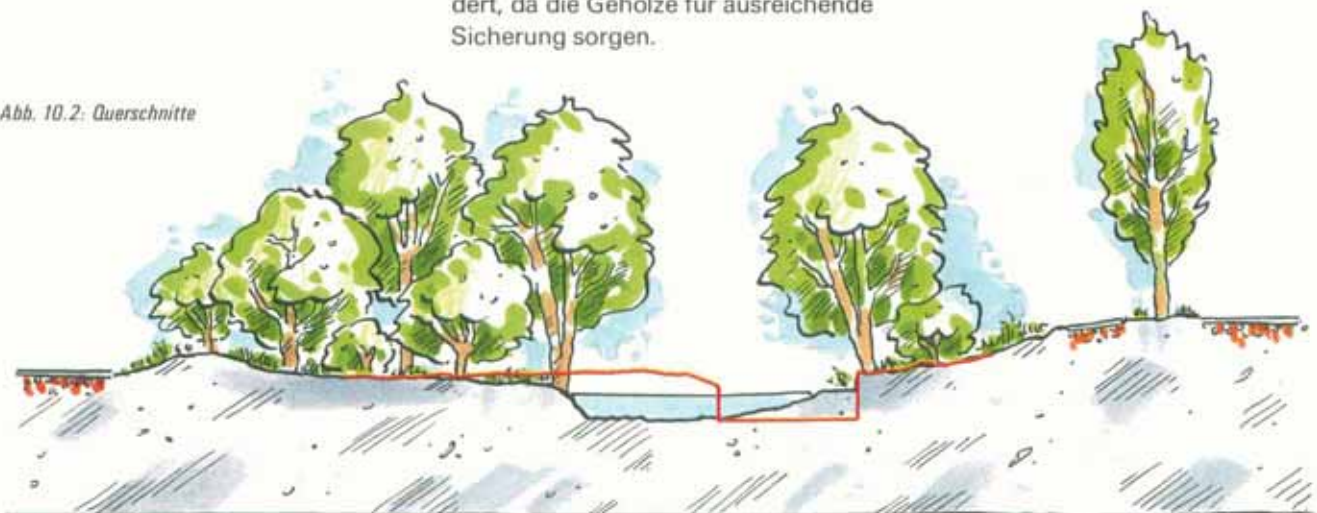 dert, da die Gehölze für ausreichende
Sicherung sorgen.
Abb. 10.2: Querschnitte